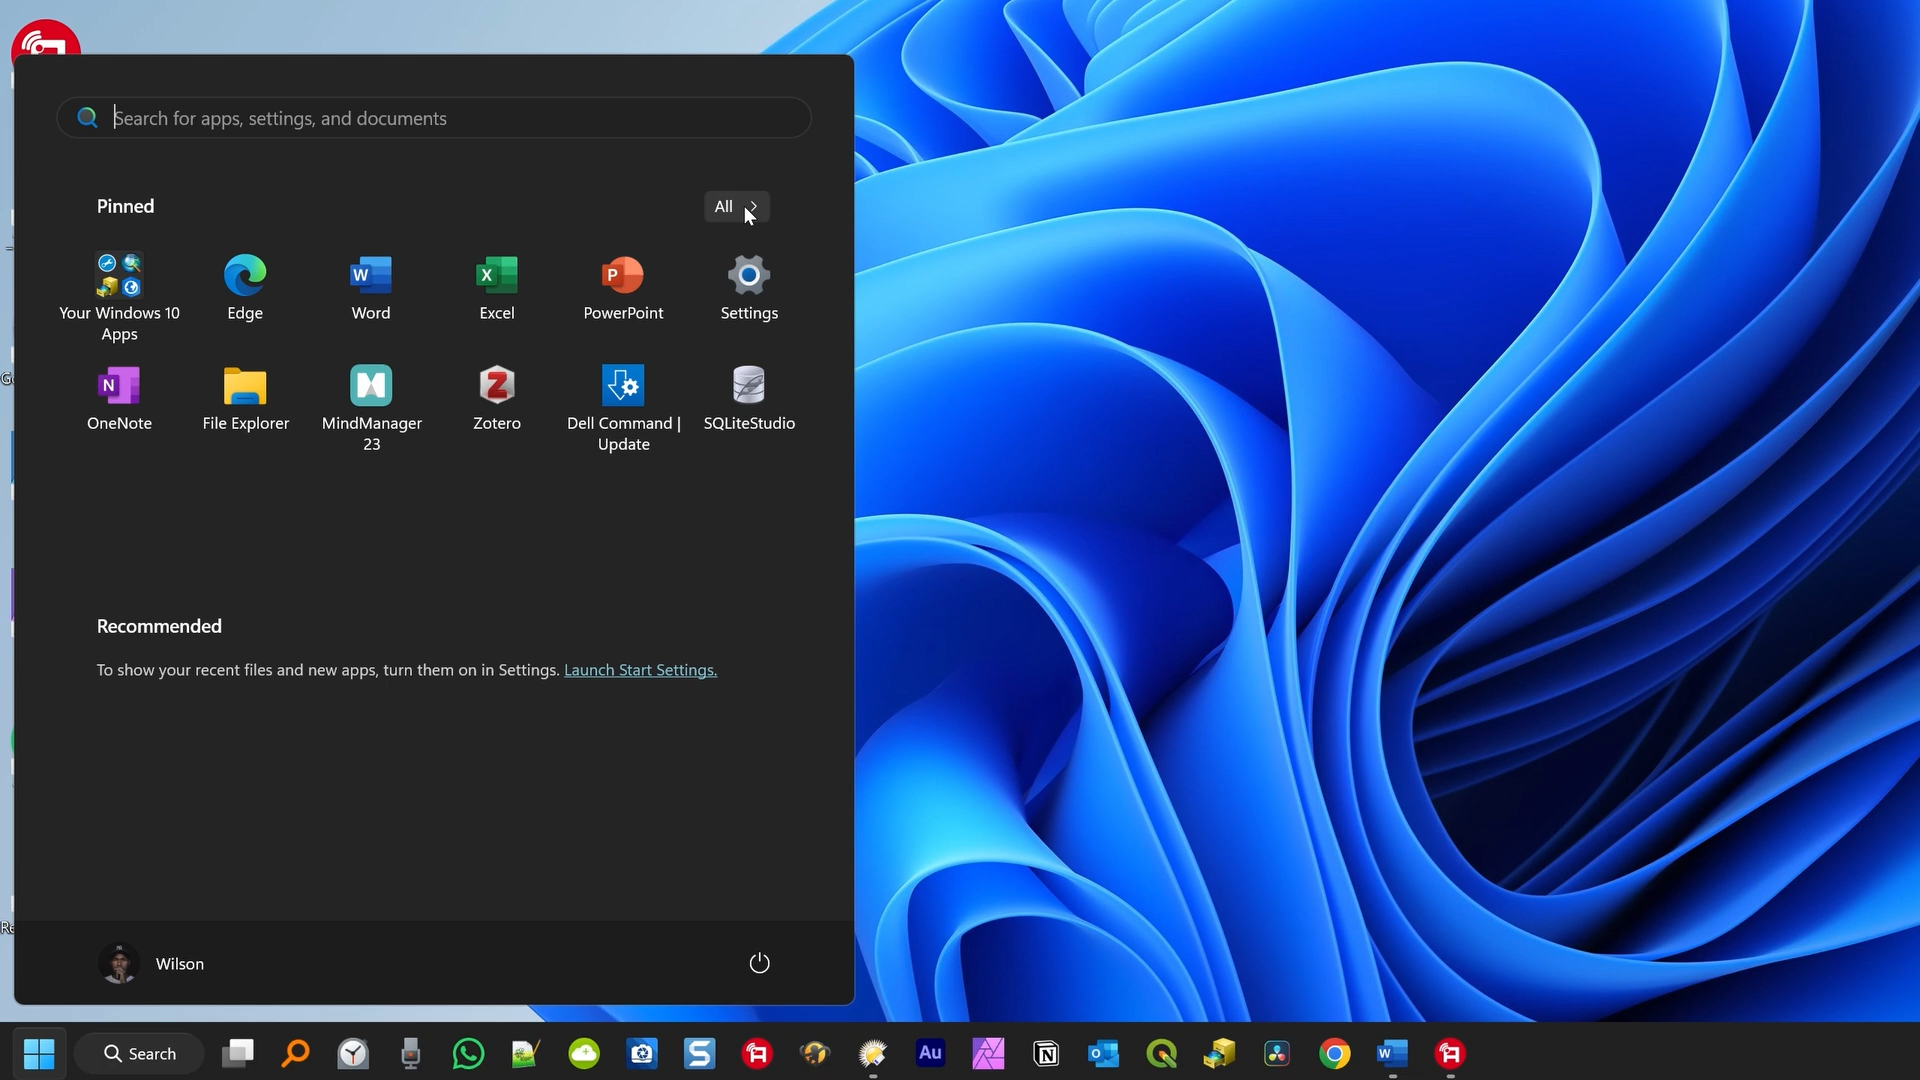 Search for apps, settings, and documents
Pinned
All
Your Windows 10
Apps
Edge
Word
Excel
PowerPoint
Settings
OneNote
File Explorer
MindManager
23
Zotero
Dell Command |
Update
SQLiteStudio
Recommended
To show your recent files and new apps, turn them on in Settings. Launch Start Settings.
Wilson
Search
Au